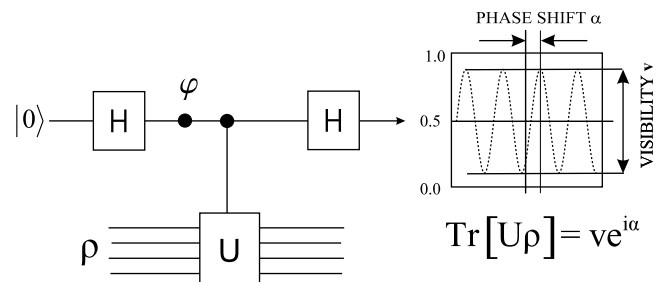 PHASE SHIFT α
1.0
φ
|0⟩ H H
0.5
VISIBILITY v
0.0
ρ U
Tr[Uρ] = ve^{iα}